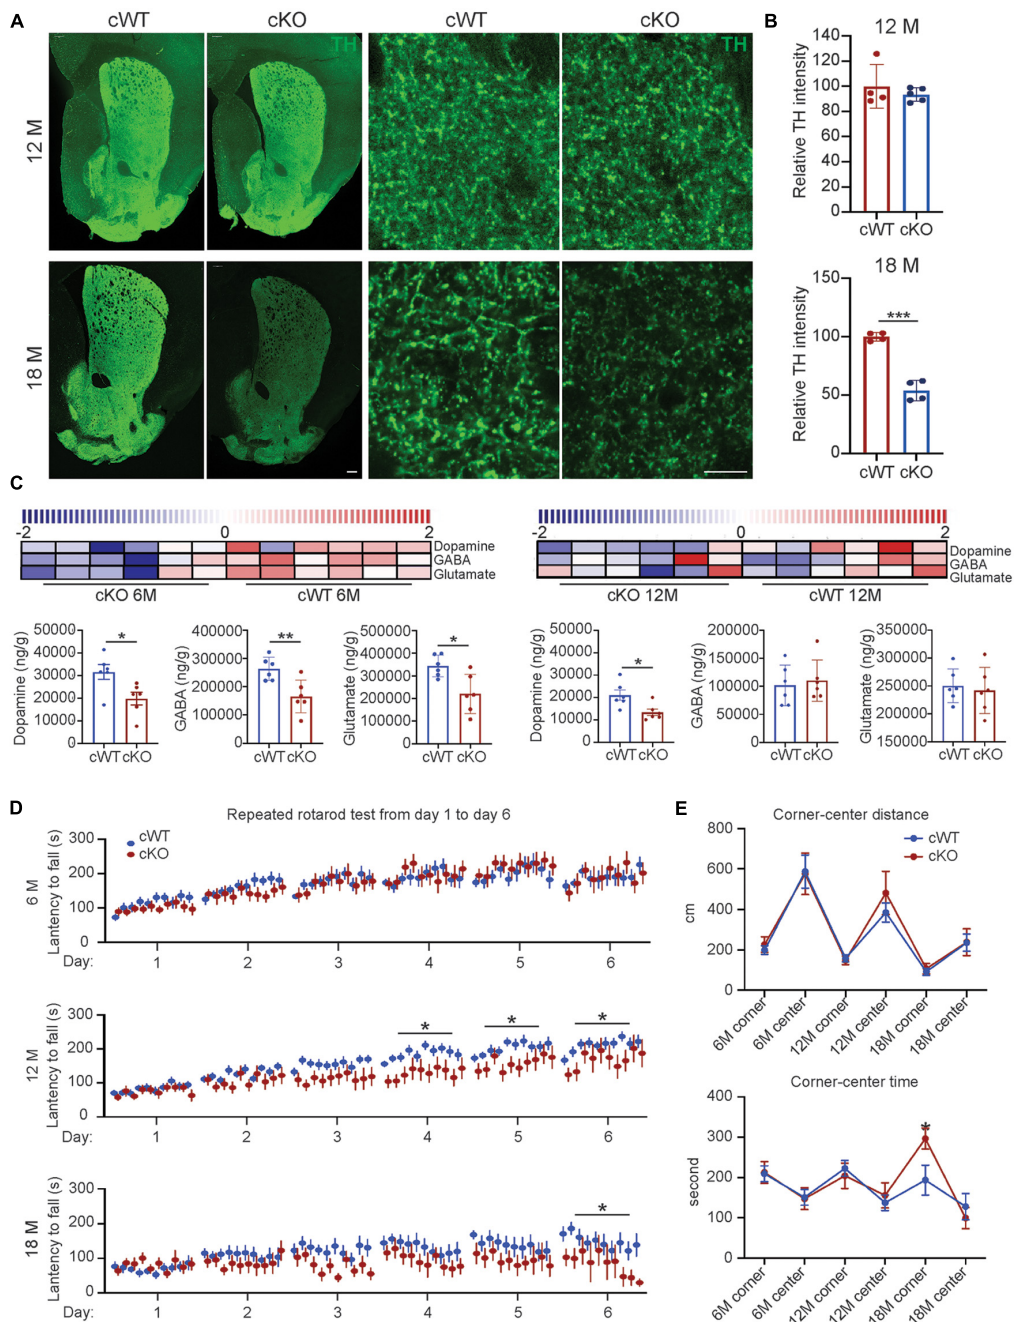 A
cWT
cKO
cWT
cKO
B
TH
TH
12 M
18 M
12 M
Relative TH intensity
140
120
100
80
60
40
20
0
cWT cKO
18 M
Relative TH intensity
150
100
50
0
***
cWT cKO
C
-2
0
2
Dopamine
GABA
Glutamate
cKO 6M
cWT 6M
-2
0
2
Dopamine
GABA
Glutamate
cKO 12M
cWT 12M
Dopamine (ng/g)
50000
40000
30000
20000
10000
0
*
cWT cKO
GABA (ng/g)
400000
300000
200000
100000
0
**
cWT cKO
Glutamate (ng/g)
500000
400000
300000
200000
100000
0
*
cWT cKO
Dopamine (ng/g)
50000
40000
30000
20000
10000
0
*
cWT cKO
GABA (ng/g)
200000
150000
100000
50000
0
cWT cKO
Glutamate (ng/g)
350000
300000
250000
200000
150000
cWT cKO
D
Repeated rotarod test from day 1 to day 6
cWT
cKO
6 M
Lantency to fall (s)
300
200
100
0
Day: 1 2 3 4 5 6
12 M
Lantency to fall (s)
300
200
100
0
* * *
Day: 1 2 3 4 5 6
18 M
Lantency to fall (s)
300
200
100
0
*
Day: 1 2 3 4 5 6
E
Corner-center distance
cWT
cKO
cm
800
600
400
200
0
6M corner
6M center
12M corner
12M center
18M corner
18M center
Corner-center time
second
400
300
200
100
0
*
6M corner
6M center
12M corner
12M center
18M corner
18M center